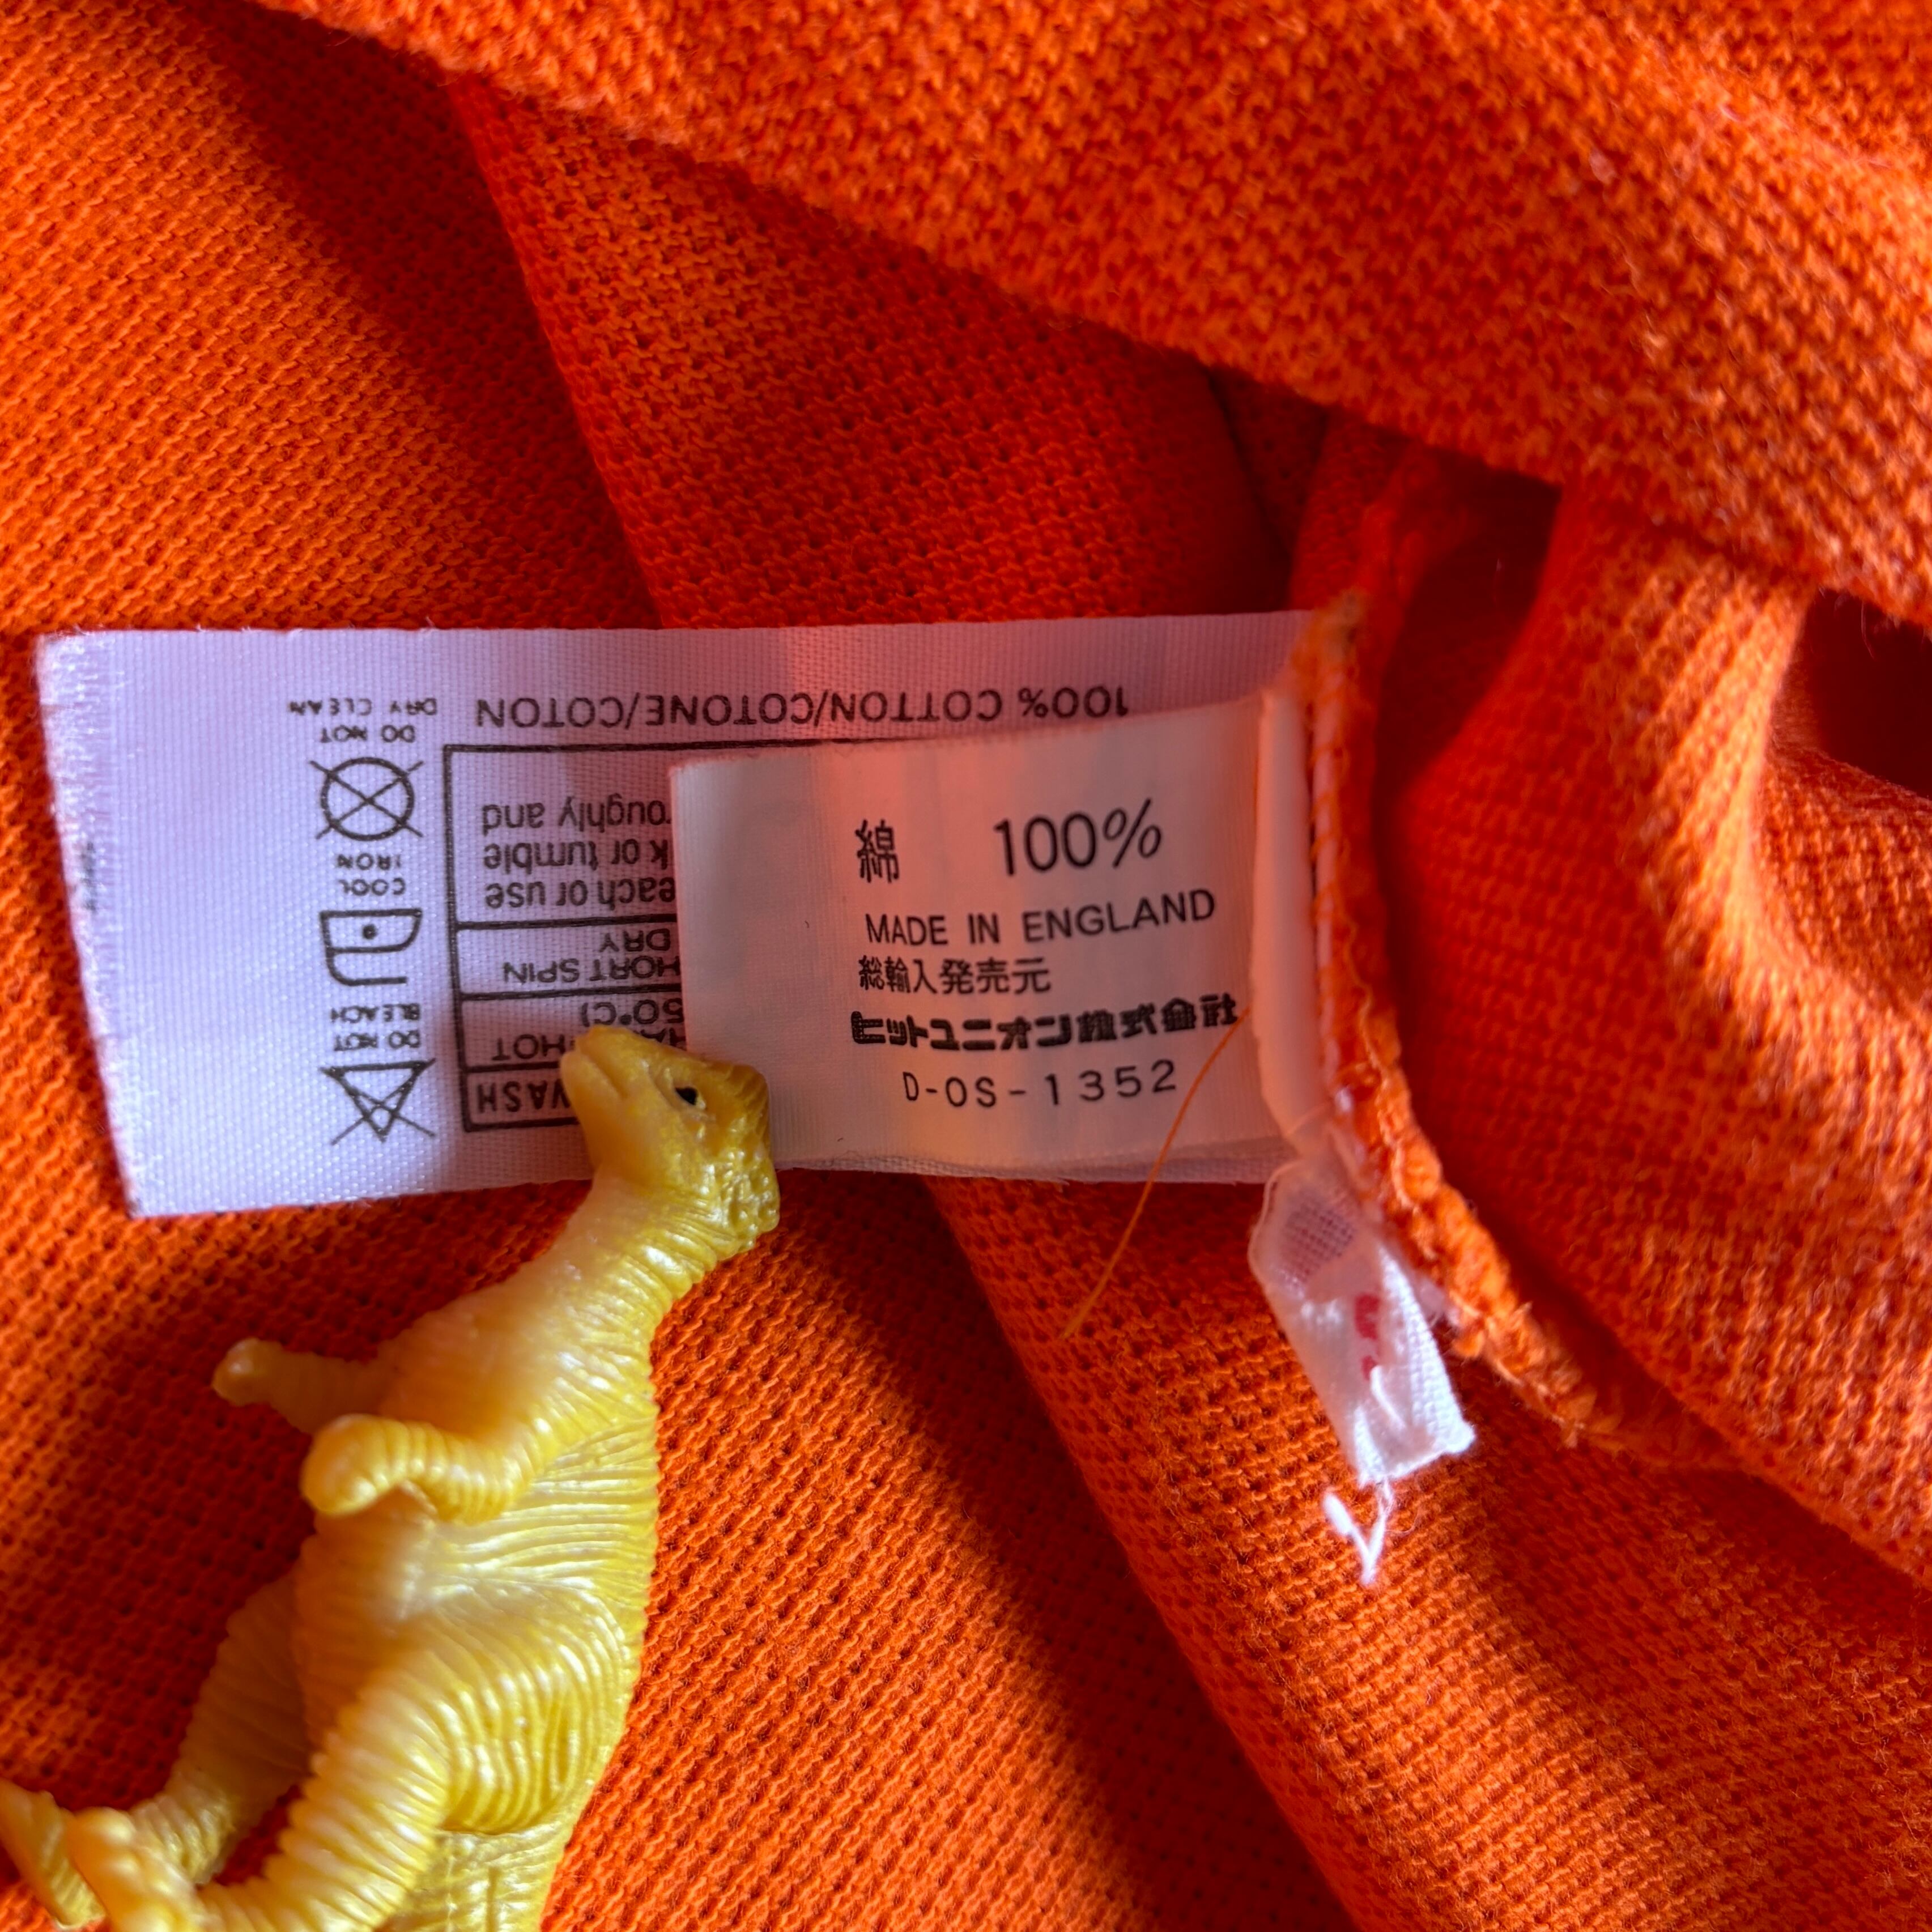 綿 100%
MADE IN ENGLAND
総輸入発売元
ヒットユニオン株式会社
D-OS-1352
100% COTTON/COTONE/COTON
WASH
HOT
50°C)
SPIN
DRY
each or use
k or tumble
roughly and
DO NOT
BLEACH
COOL
IRON
DO NOT
DRY CLEAN